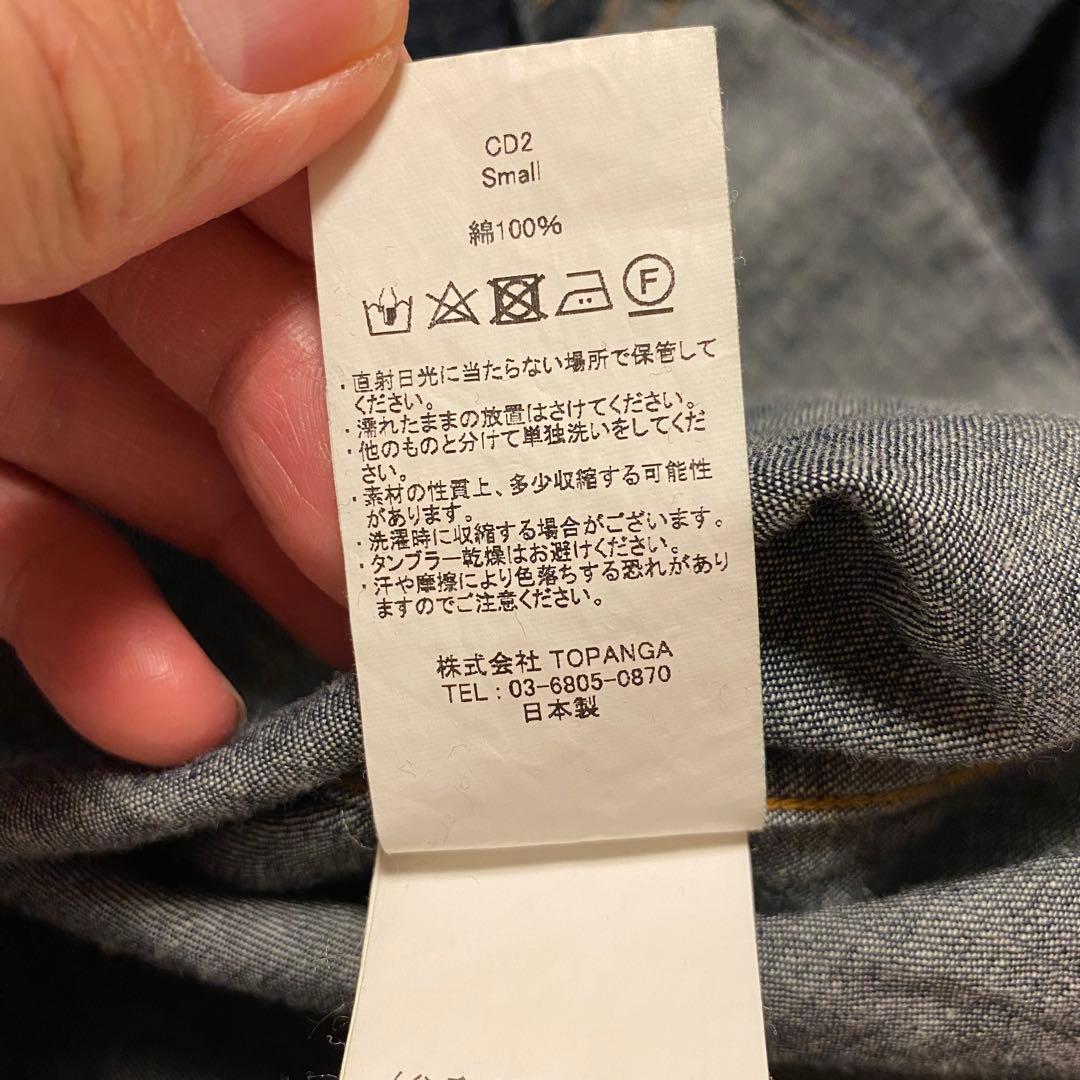 CD2
Small
綿100%
F
・直射日光に当たらない場所で保管して
ください。
・濡れたままの放置はさけてください。
・他のものと分けて単独洗いをしてくだ
さい。
・素材の性質上、多少収縮する可能性
があります。
・洗濯時に収縮する場合がございます。
・タンブラー乾燥はお避けください。
・汗や摩擦により色落ちする恐れがあり
ますのでご注意ください。
株式会社 TOPANGA
TEL : 03-6805-0870
日本製